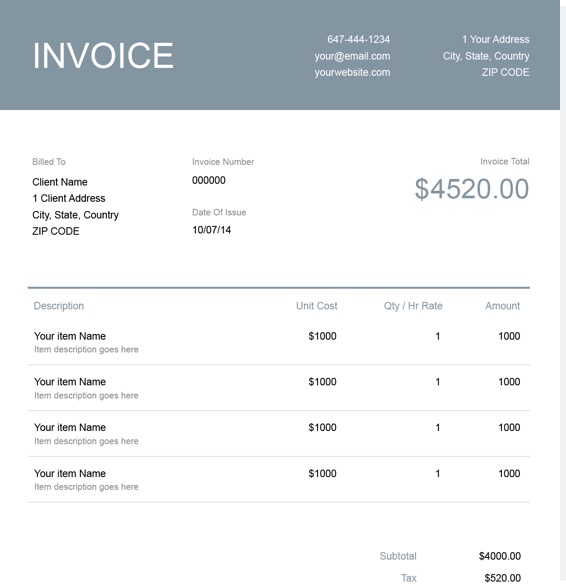 INVOICE
647-444-1234
your@email.com
yourwebsite.com
1 Your Address
City, State, Country
ZIP CODE
Billed To
Client Name
1 Client Address
City, State, Country
ZIP CODE
Invoice Number
000000
Date Of Issue
10/07/14
Invoice Total
$4520.00
Description Unit Cost Qty / Hr Rate Amount
Your item Name $1000 1 1000
Item description goes here
Your item Name $1000 1 1000
Item description goes here
Your item Name $1000 1 1000
Item description goes here
Your item Name $1000 1 1000
Item description goes here
Subtotal $4000.00
Tax $520.00